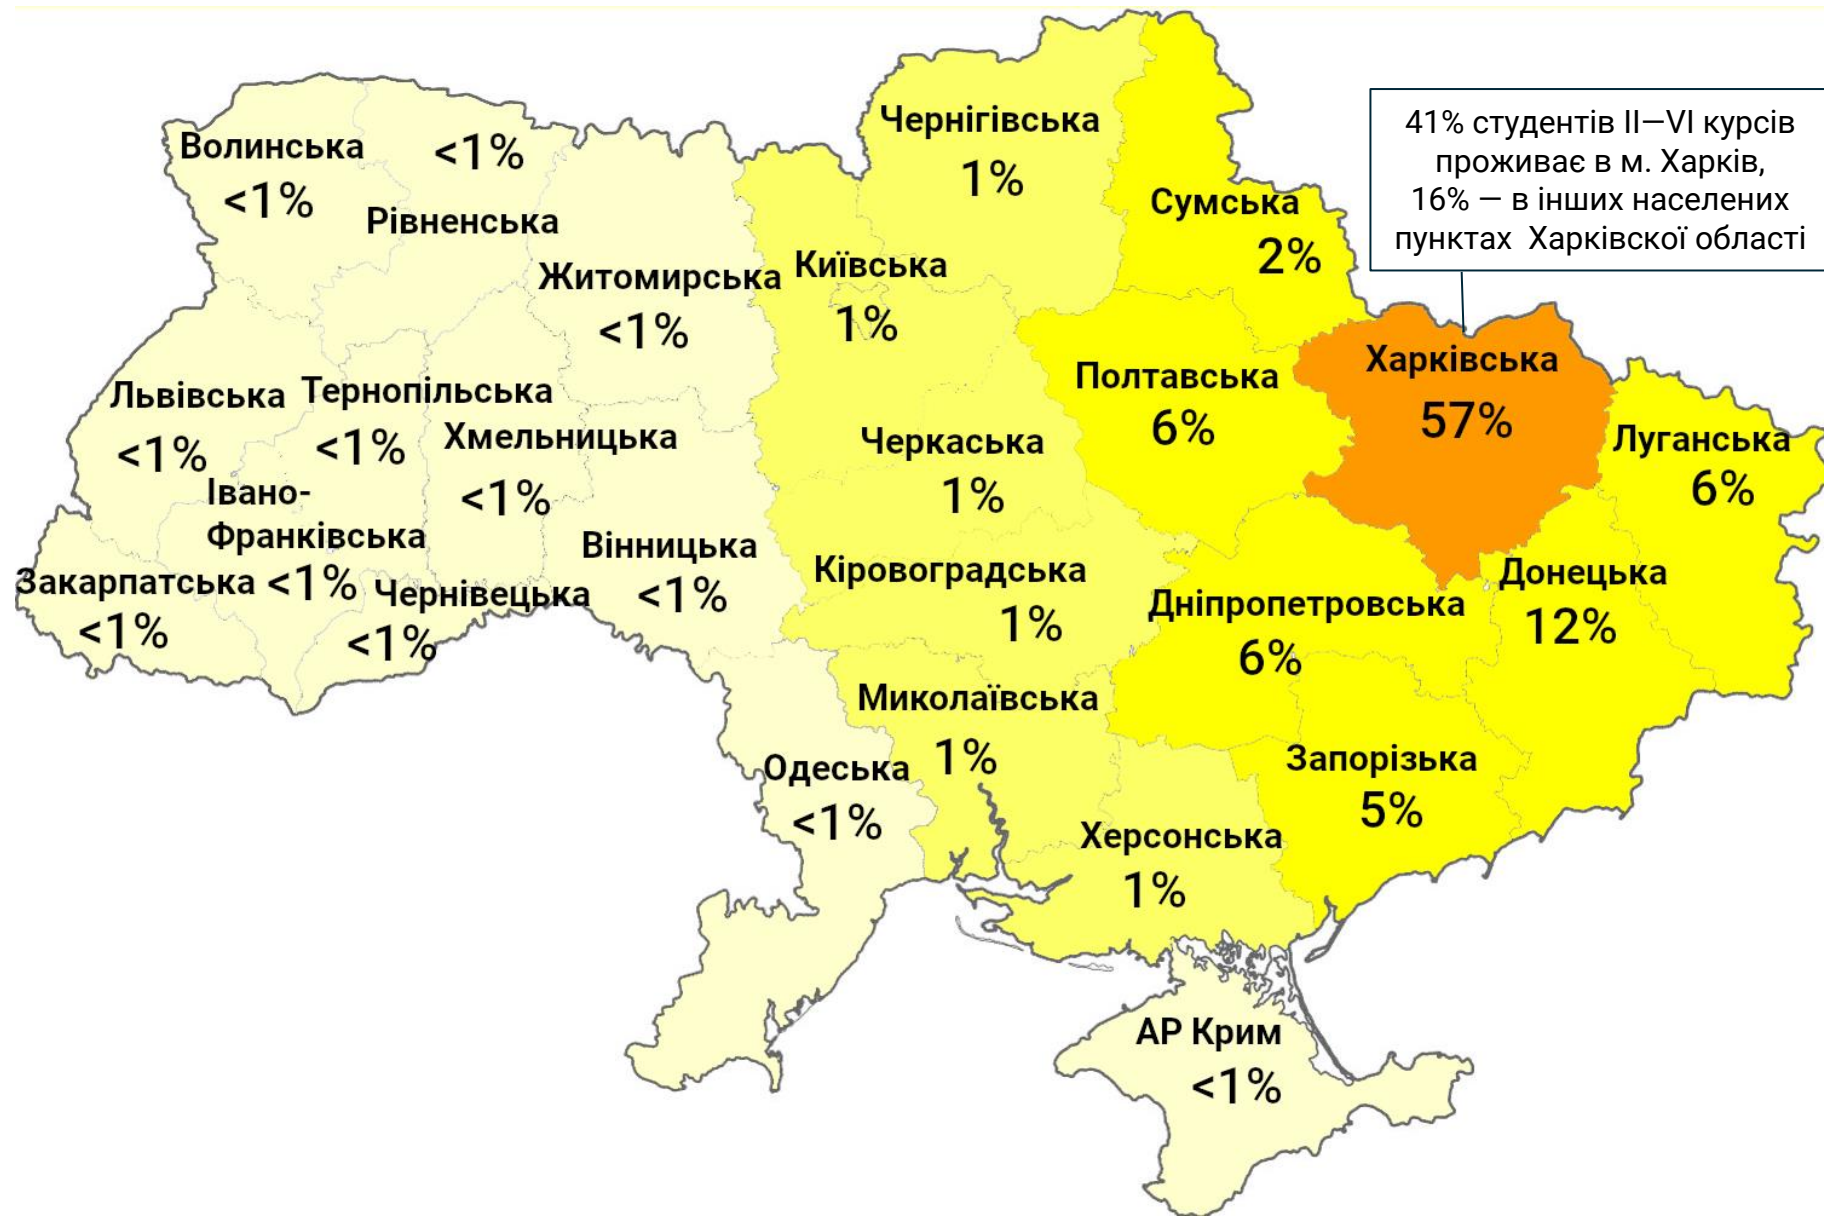 Волинська
<1%
<1%
Рівненська
Житомирська
<1%
Київська
1%
Чернігівська
1%
Сумська
2%
41% студентів ІІ—VI курсів
проживає в м. Харків,
16% — в інших населених
пунктах Харківскої області
Львівська
<1%
Тернопільська
<1%
Хмельницька
<1%
Івано-
Франківська
<1%
Закарпатська
<1%
Чернівецька
<1%
Вінницька
<1%
Черкаська
1%
Полтавська
6%
Харківська
57%
Луганська
6%
Кіровоградська
1%
Дніпропетровська
6%
Донецька
12%
Миколаївська
1%
Одеська
<1%
Запорізька
5%
Херсонська
1%
АР Крим
<1%